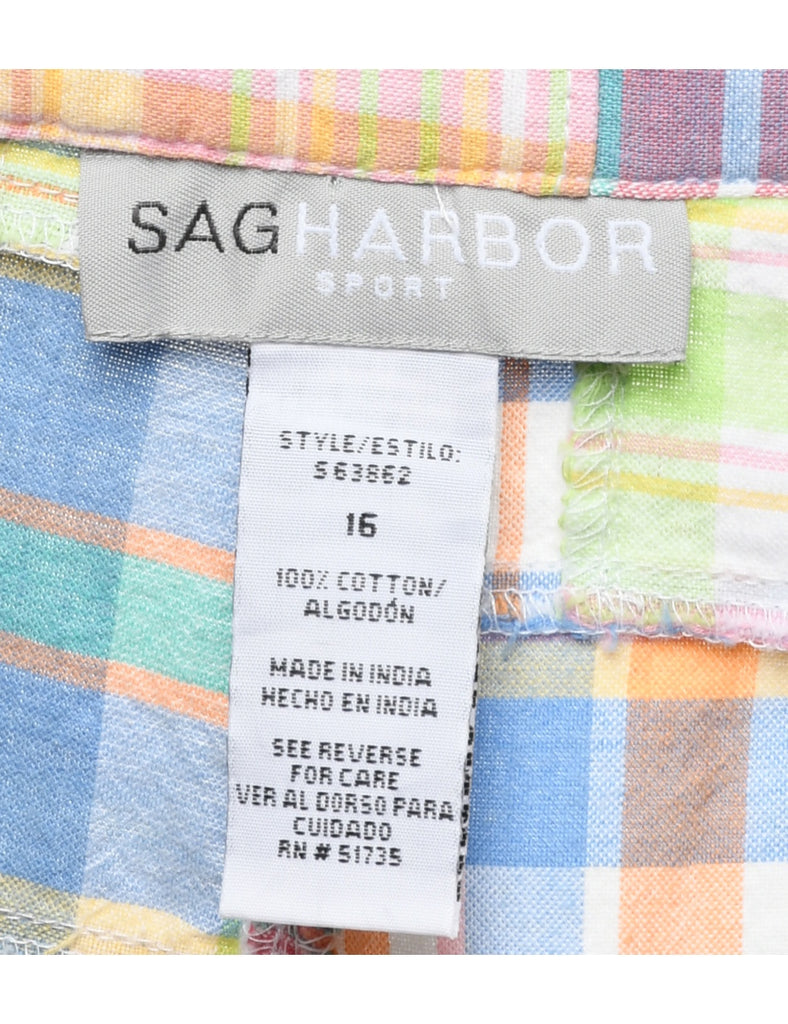 SAGHARBOR
SPORT
STYLE/ESTILO:
S63862
16
100% COTTON/
ALGODÓN
MADE IN INDIA
HECHO EN INDIA
SEE REVERSE
FOR CARE
VER AL DORSO PARA
CUIDADO
RN # 51735